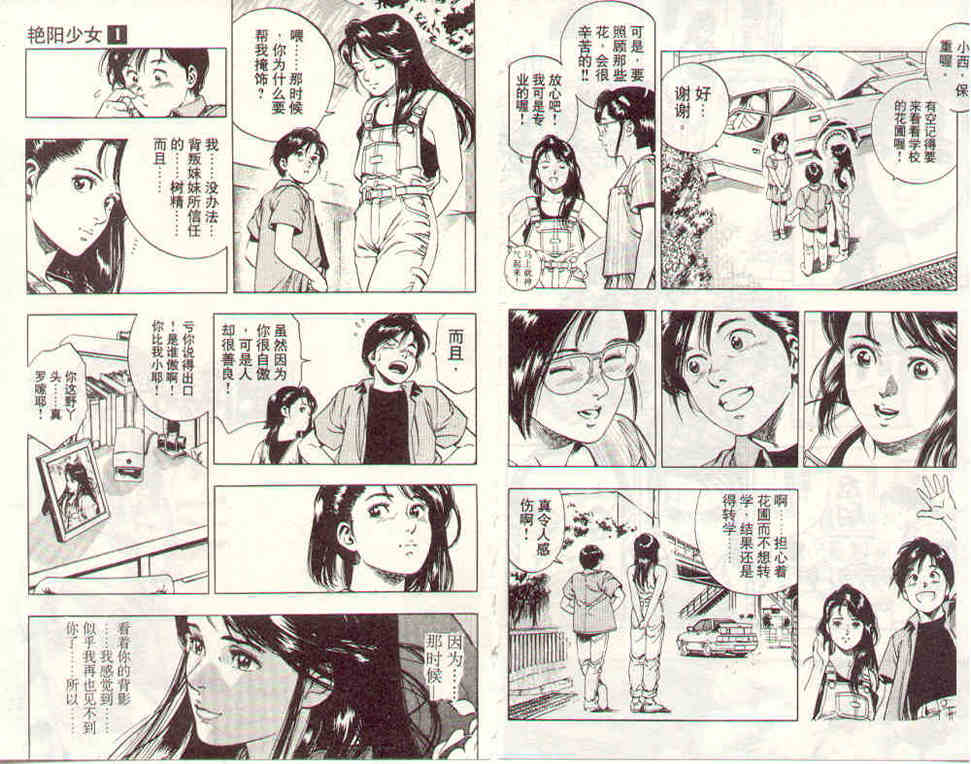 小西，保
重喔．
有空记得要
来看看学校
的花圃喔！
好…
谢谢．
可是，要
照顾那些
花，会很
辛苦的!!
放心吧！
我可是专
业的喔！
马上就神
气起来！
啊……担心着
花圃而不想转
学，结果还是
得转学……
真令人感
伤啊！
艳阳少女 1
喂……那时候
，你为什么要
帮我掩饰？
我……没办法
背叛妹妹所信任
的……树精……
而且……
而且．
虽然因为
你很自傲
，可是人
却很善良！
亏你说得出口
！是谁傲啊！
你比我小耶！
你这野丫
头……真
罗嗦耶！
因为……
那时候—
看着你的背影
……我感觉到……
似乎我再也见不到
你了……所以……